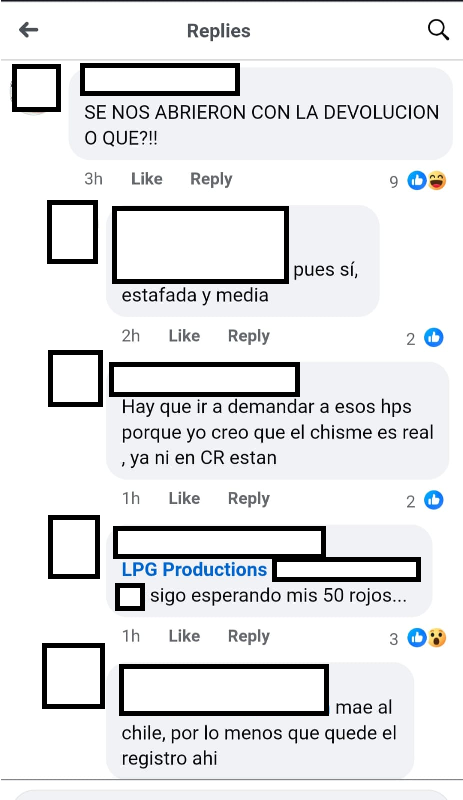 Replies
SE NOS ABRIERON CON LA DEVOLUCION
O QUE?!!
3h Like Reply 9
pues sí,
estafada y media
2h Like Reply 2
Hay que ir a demandar a esos hps
porque yo creo que el chisme es real
, ya ni en CR estan
1h Like Reply 2
LPG Productions
sigo esperando mis 50 rojos...
1h Like Reply 3
mae al
chile, por lo menos que quede el
registro ahi